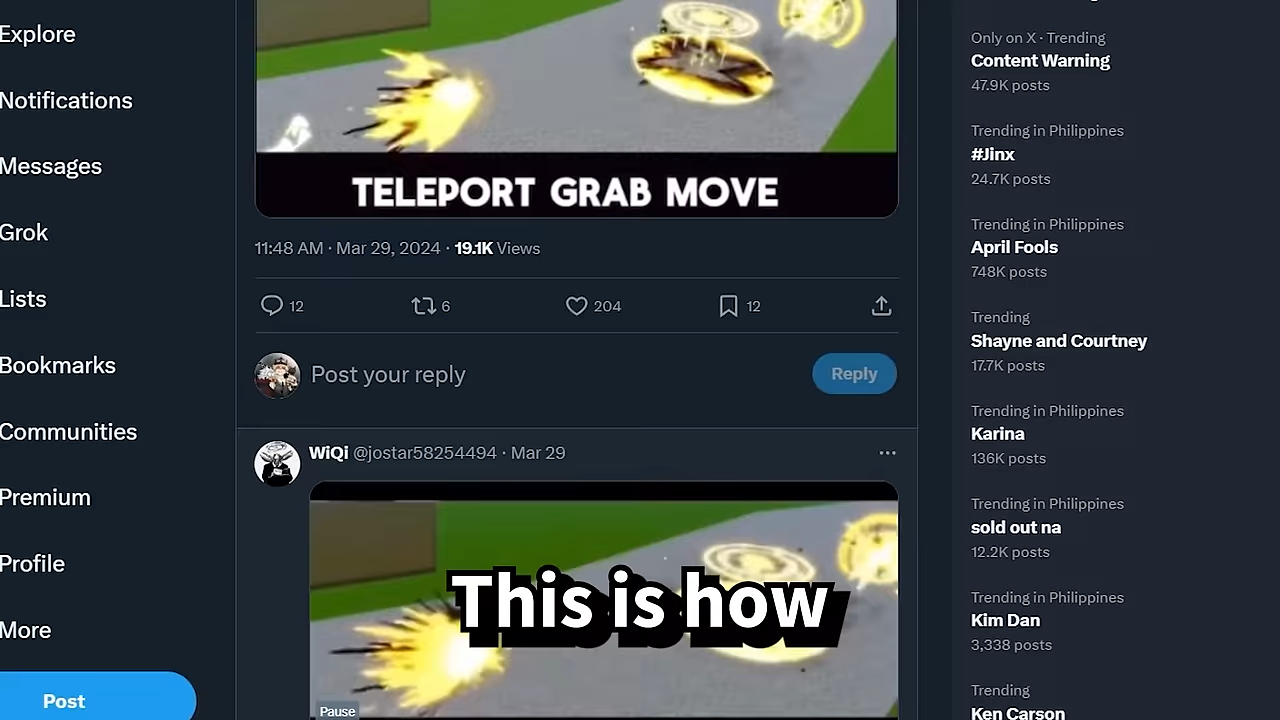 Explore
Notifications
Messages
Grok
Lists
Bookmarks
Communities
Premium
Profile
More
Post
TELEPORT GRAB MOVE
11:48 AM · Mar 29, 2024 · 19.1K Views
12
6
204
12
Post your reply
Reply
WiQi @jostar58254494 · Mar 29
This is how
Pause
Only on X · Trending
Content Warning
47.9K posts
Trending in Philippines
#Jinx
24.7K posts
Trending in Philippines
April Fools
748K posts
Trending
Shayne and Courtney
17.7K posts
Trending in Philippines
Karina
136K posts
Trending in Philippines
sold out na
12.2K posts
Trending in Philippines
Kim Dan
3,338 posts
Trending
Ken Carson